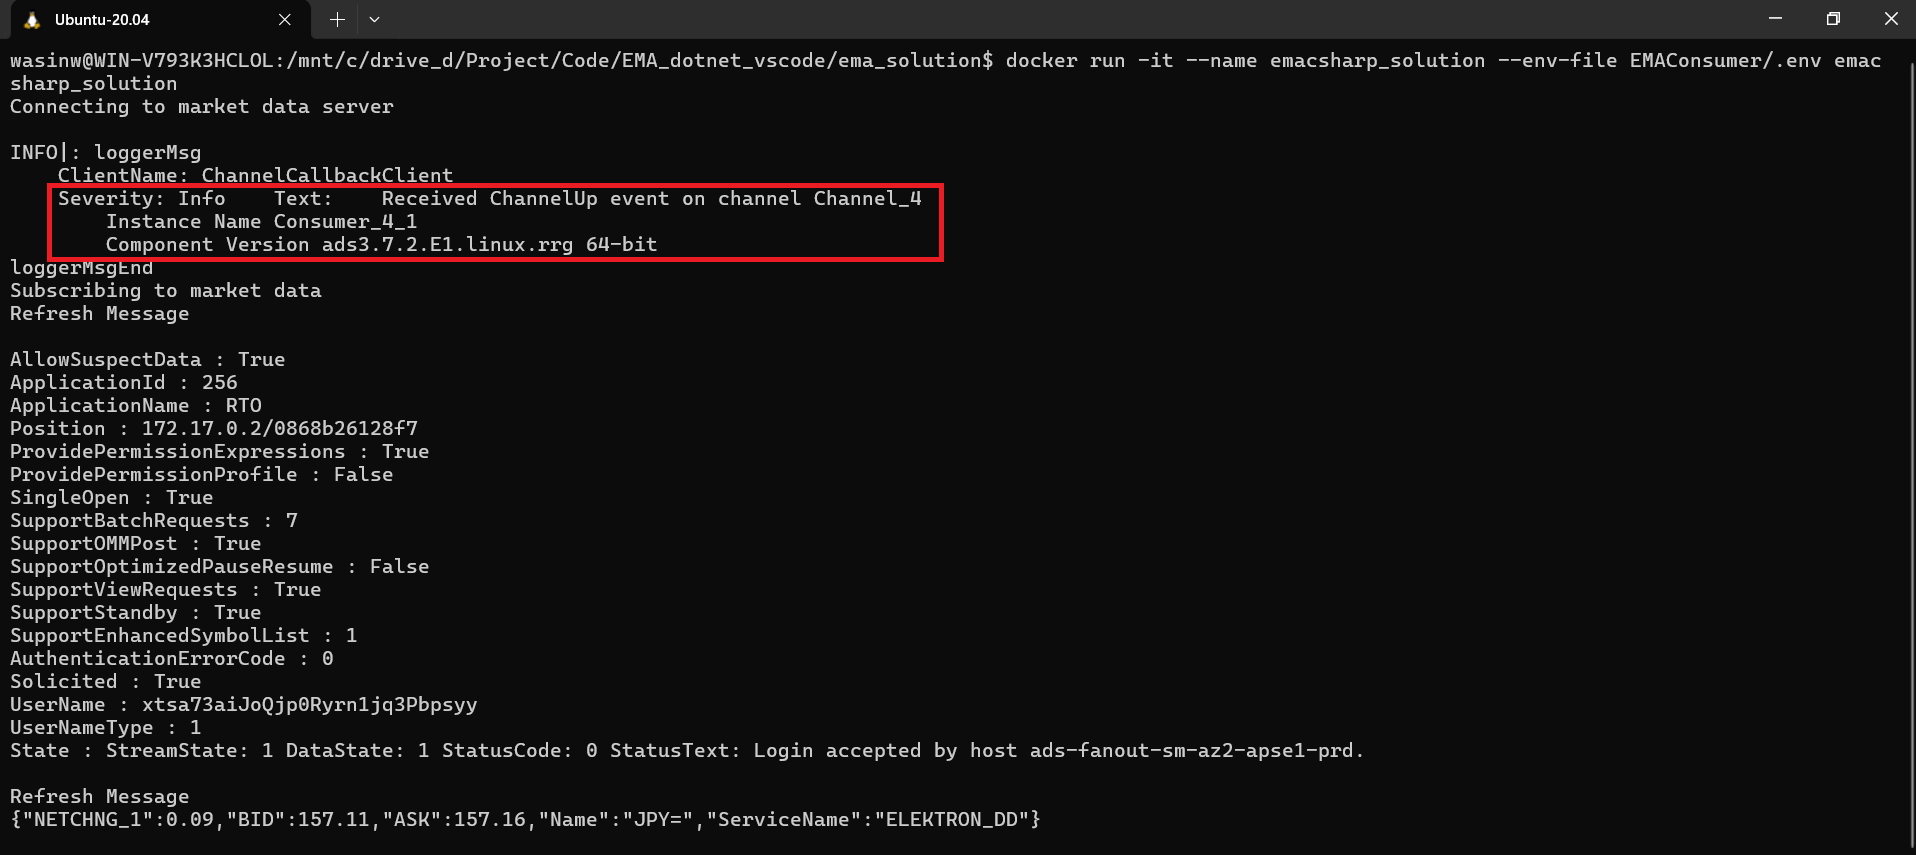 Ubuntu-20.04
wasinw@WIN-V793K3HCLOL:/mnt/c/drive_d/Project/Code/EMA_dotnet_vscode/ema_solution$ docker run -it --name emacsharp_solution --env-file EMAConsumer/.env emac
sharp_solution
Connecting to market data server
INFO|: loggerMsg
ClientName: ChannelCallbackClient
Severity: Info    Text:    Received ChannelUp event on channel Channel_4
Instance Name Consumer_4_1
Component Version ads3.7.2.E1.linux.rrg 64-bit
loggerMsgEnd
Subscribing to market data
Refresh Message
AllowSuspectData : True
ApplicationId : 256
ApplicationName : RTO
Position : 172.17.0.2/0868b26128f7
ProvidePermissionExpressions : True
ProvidePermissionProfile : False
SingleOpen : True
SupportBatchRequests : 7
SupportOMMPost : True
SupportOptimizedPauseResume : False
SupportViewRequests : True
SupportStandby : True
SupportEnhancedSymbolList : 1
AuthenticationErrorCode : 0
Solicited : True
UserName : xtsa73aiJoQjp0Ryrn1jq3Pbpsyy
UserNameType : 1
State : StreamState: 1 DataState: 1 StatusCode: 0 StatusText: Login accepted by host ads-fanout-sm-az2-apse1-prd.
Refresh Message
{"NETCHNG_1":0.09,"BID":157.11,"ASK":157.16,"Name":"JPY=","ServiceName":"ELEKTRON_DD"}